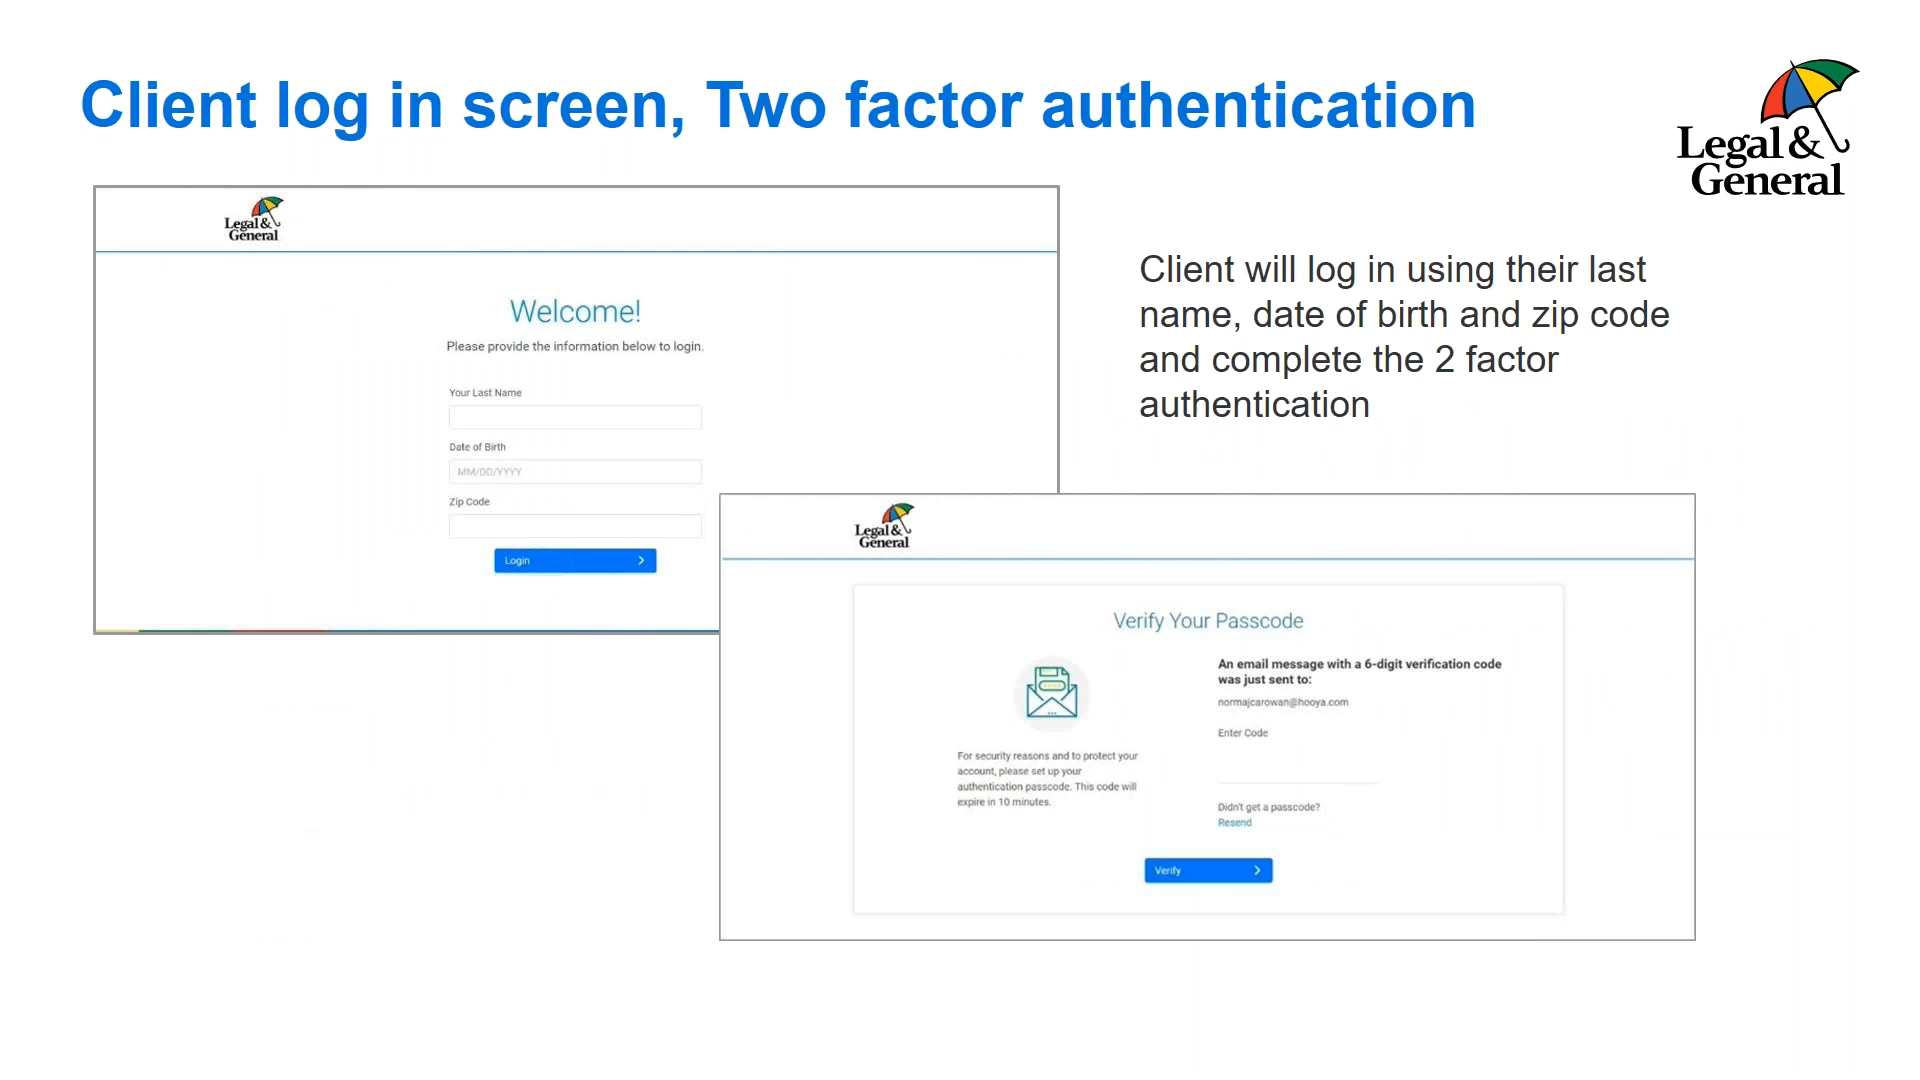 Client log in screen, Two factor authentication
Legal &
General
Legal &
General
Welcome!
Please provide the information below to login.
Your Last Name
Date of Birth
MM/DD/YYYY
Zip Code
Login
Client will log in using their last
name, date of birth and zip code
and complete the 2 factor
authentication
Legal &
General
Verify Your Passcode
For security reasons and to protect your
account, please set up your
authentication passcode. This code will
expire in 10 minutes.
An email message with a 6-digit verification code
was just sent to:
normajcarowan@hooya.com
Enter Code
Didn't get a passcode?
Resend
Verify